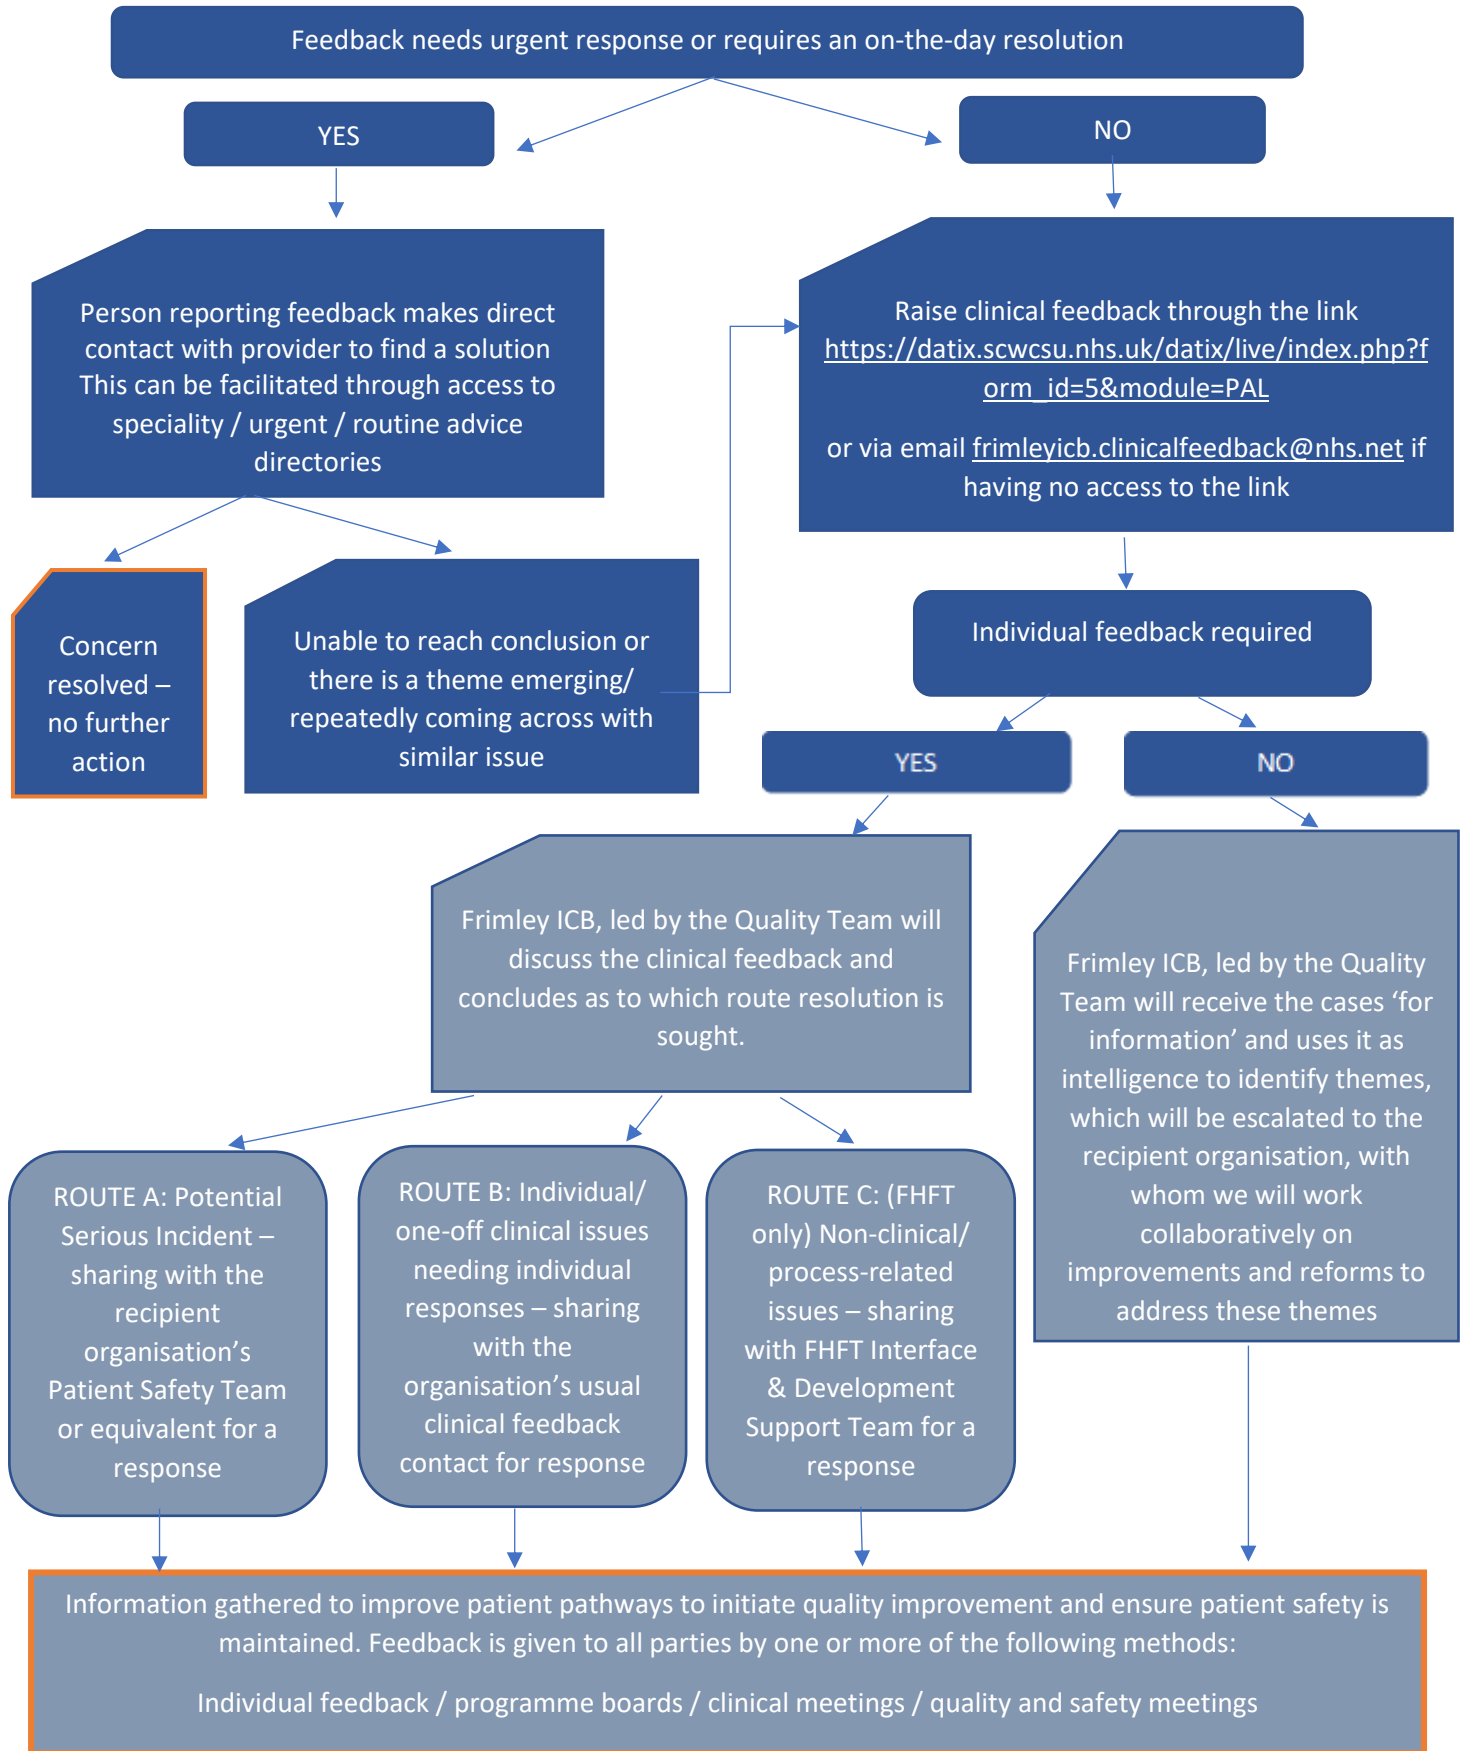 Feedback needs urgent response or requires an on-the-day resolution
YES
NO
Person reporting feedback makes direct
contact with provider to find a solution
This can be facilitated through access to
speciality / urgent / routine advice
directories
Raise clinical feedback through the link
https://datix.scwcsu.nhs.uk/datix/live/index.php?f
orm_id=5&module=PAL
or via email frimleyicb.clinicalfeedback@nhs.net if
having no access to the link
Concern
resolved –
no further
action
Unable to reach conclusion or
there is a theme emerging/
repeatedly coming across with
similar issue
Individual feedback required
YES
NO
Frimley ICB, led by the Quality Team will
discuss the clinical feedback and
concludes as to which route resolution is
sought.
Frimley ICB, led by the Quality
Team will receive the cases ‘for
information’ and uses it as
intelligence to identify themes,
which will be escalated to the
recipient organisation, with
whom we will work
collaboratively on
improvements and reforms to
address these themes
ROUTE A: Potential
Serious Incident –
sharing with the
recipient
organisation’s
Patient Safety Team
or equivalent for a
response
ROUTE B: Individual/
one-off clinical issues
needing individual
responses – sharing
with the
organisation’s usual
clinical feedback
contact for response
ROUTE C: (FHFT
only) Non-clinical/
process-related
issues – sharing
with FHFT Interface
& Development
Support Team for a
response
Information gathered to improve patient pathways to initiate quality improvement and ensure patient safety is
maintained. Feedback is given to all parties by one or more of the following methods:
Individual feedback / programme boards / clinical meetings / quality and safety meetings